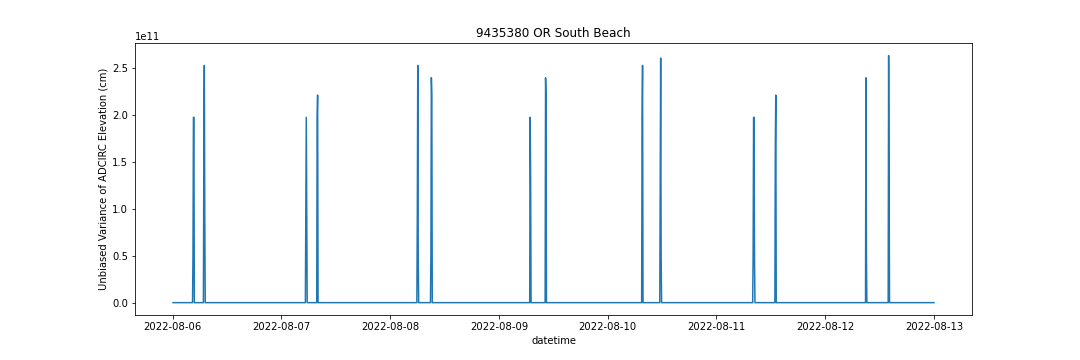 9435380 OR South Beach
1e11
Unbiased Variance of ADCIRC Elevation (cm)
2.5
2.0
1.5
1.0
0.5
0.0
2022-08-06 2022-08-07 2022-08-08 2022-08-09 2022-08-10 2022-08-11 2022-08-12 2022-08-13
datetime